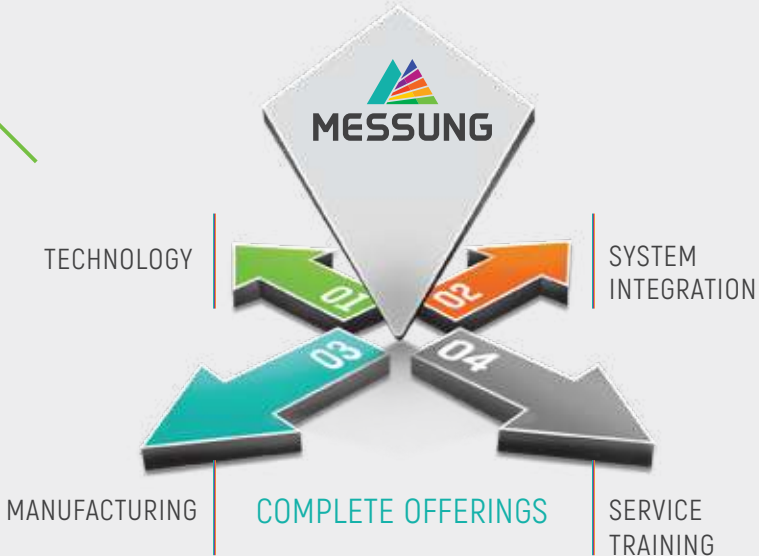 MESSUNG
TECHNOLOGY
01
02
SYSTEM
INTEGRATION
03
04
MANUFACTURING
COMPLETE OFFERINGS
SERVICE
TRAINING